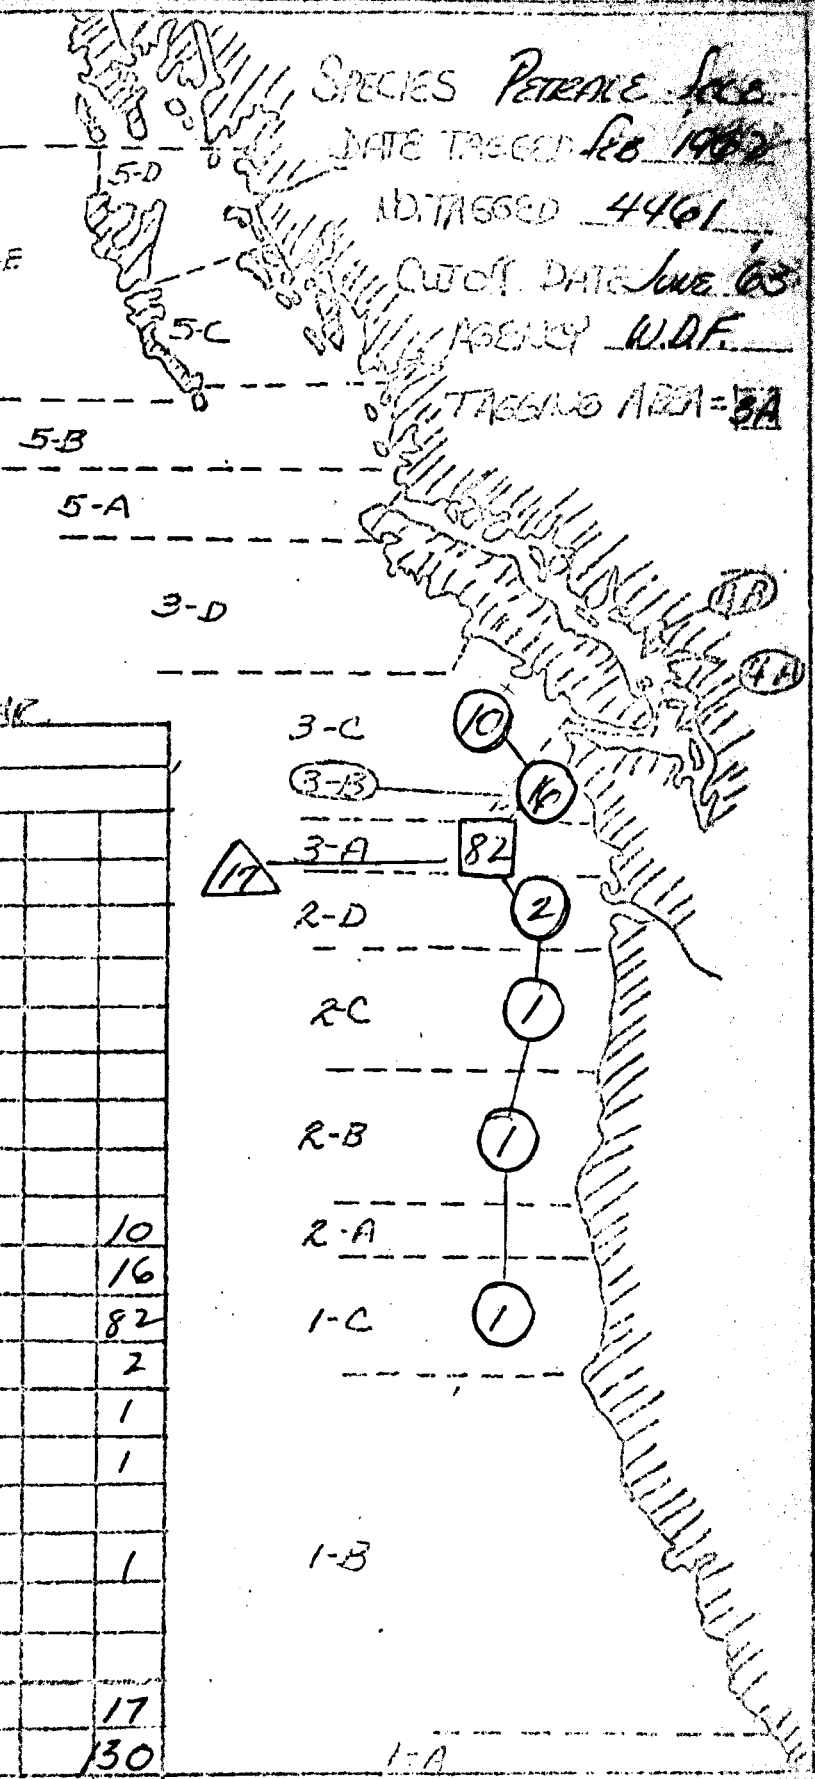 SPECIES PETRALE SOLE
DATE TAGGED FEB 1962
NO. TAGGED 4461
CUTOFF DATE JUNE '63
AGENCY W.D.F.
TAGGING AREA = 3A
5-D
E
5-C
5-B
5-A
3-D
4B
4A
3-C
10
3-B
16
3-A
82
17
2-D
2
2-C
1
2-B
1
2-A
1-C
1
1-B
1-A
10
16
82
2
1
1
1
17
130